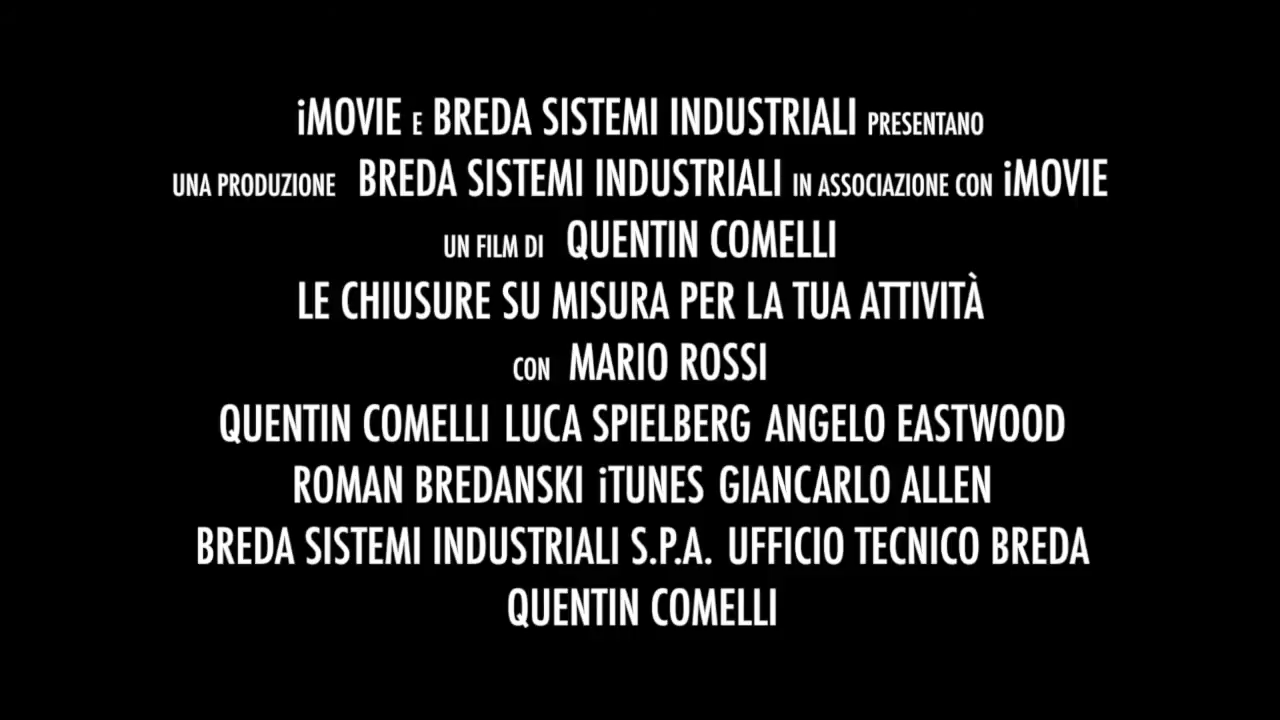 iMOVIE E BREDA SISTEMI INDUSTRIALI PRESENTANO
UNA PRODUZIONE BREDA SISTEMI INDUSTRIALI IN ASSOCIAZIONE CON iMOVIE
UN FILM DI QUENTIN COMELLI
LE CHIUSURE SU MISURA PER LA TUA ATTIVITÀ
CON MARIO ROSSI
QUENTIN COMELLI LUCA SPIELBERG ANGELO EASTWOOD
ROMAN BREDANSKI iTUNES GIANCARLO ALLEN
BREDA SISTEMI INDUSTRIALI S.P.A. UFFICIO TECNICO BREDA
QUENTIN COMELLI